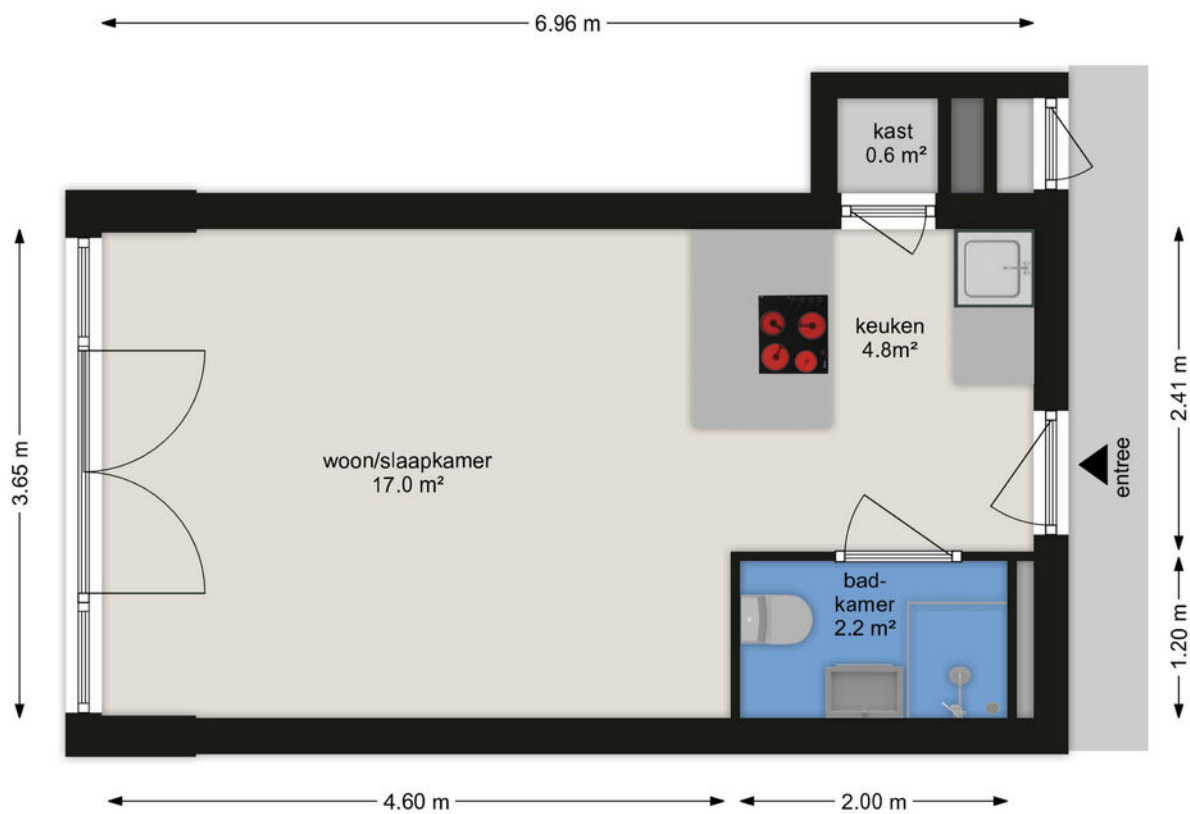 6.96 m
kast
0.6 m²
keuken
4.8m²
3.65 m
2.41 m
woon/slaapkamer
17.0 m²
entree
bad-
kamer
2.2 m²
1.20 m
4.60 m
2.00 m